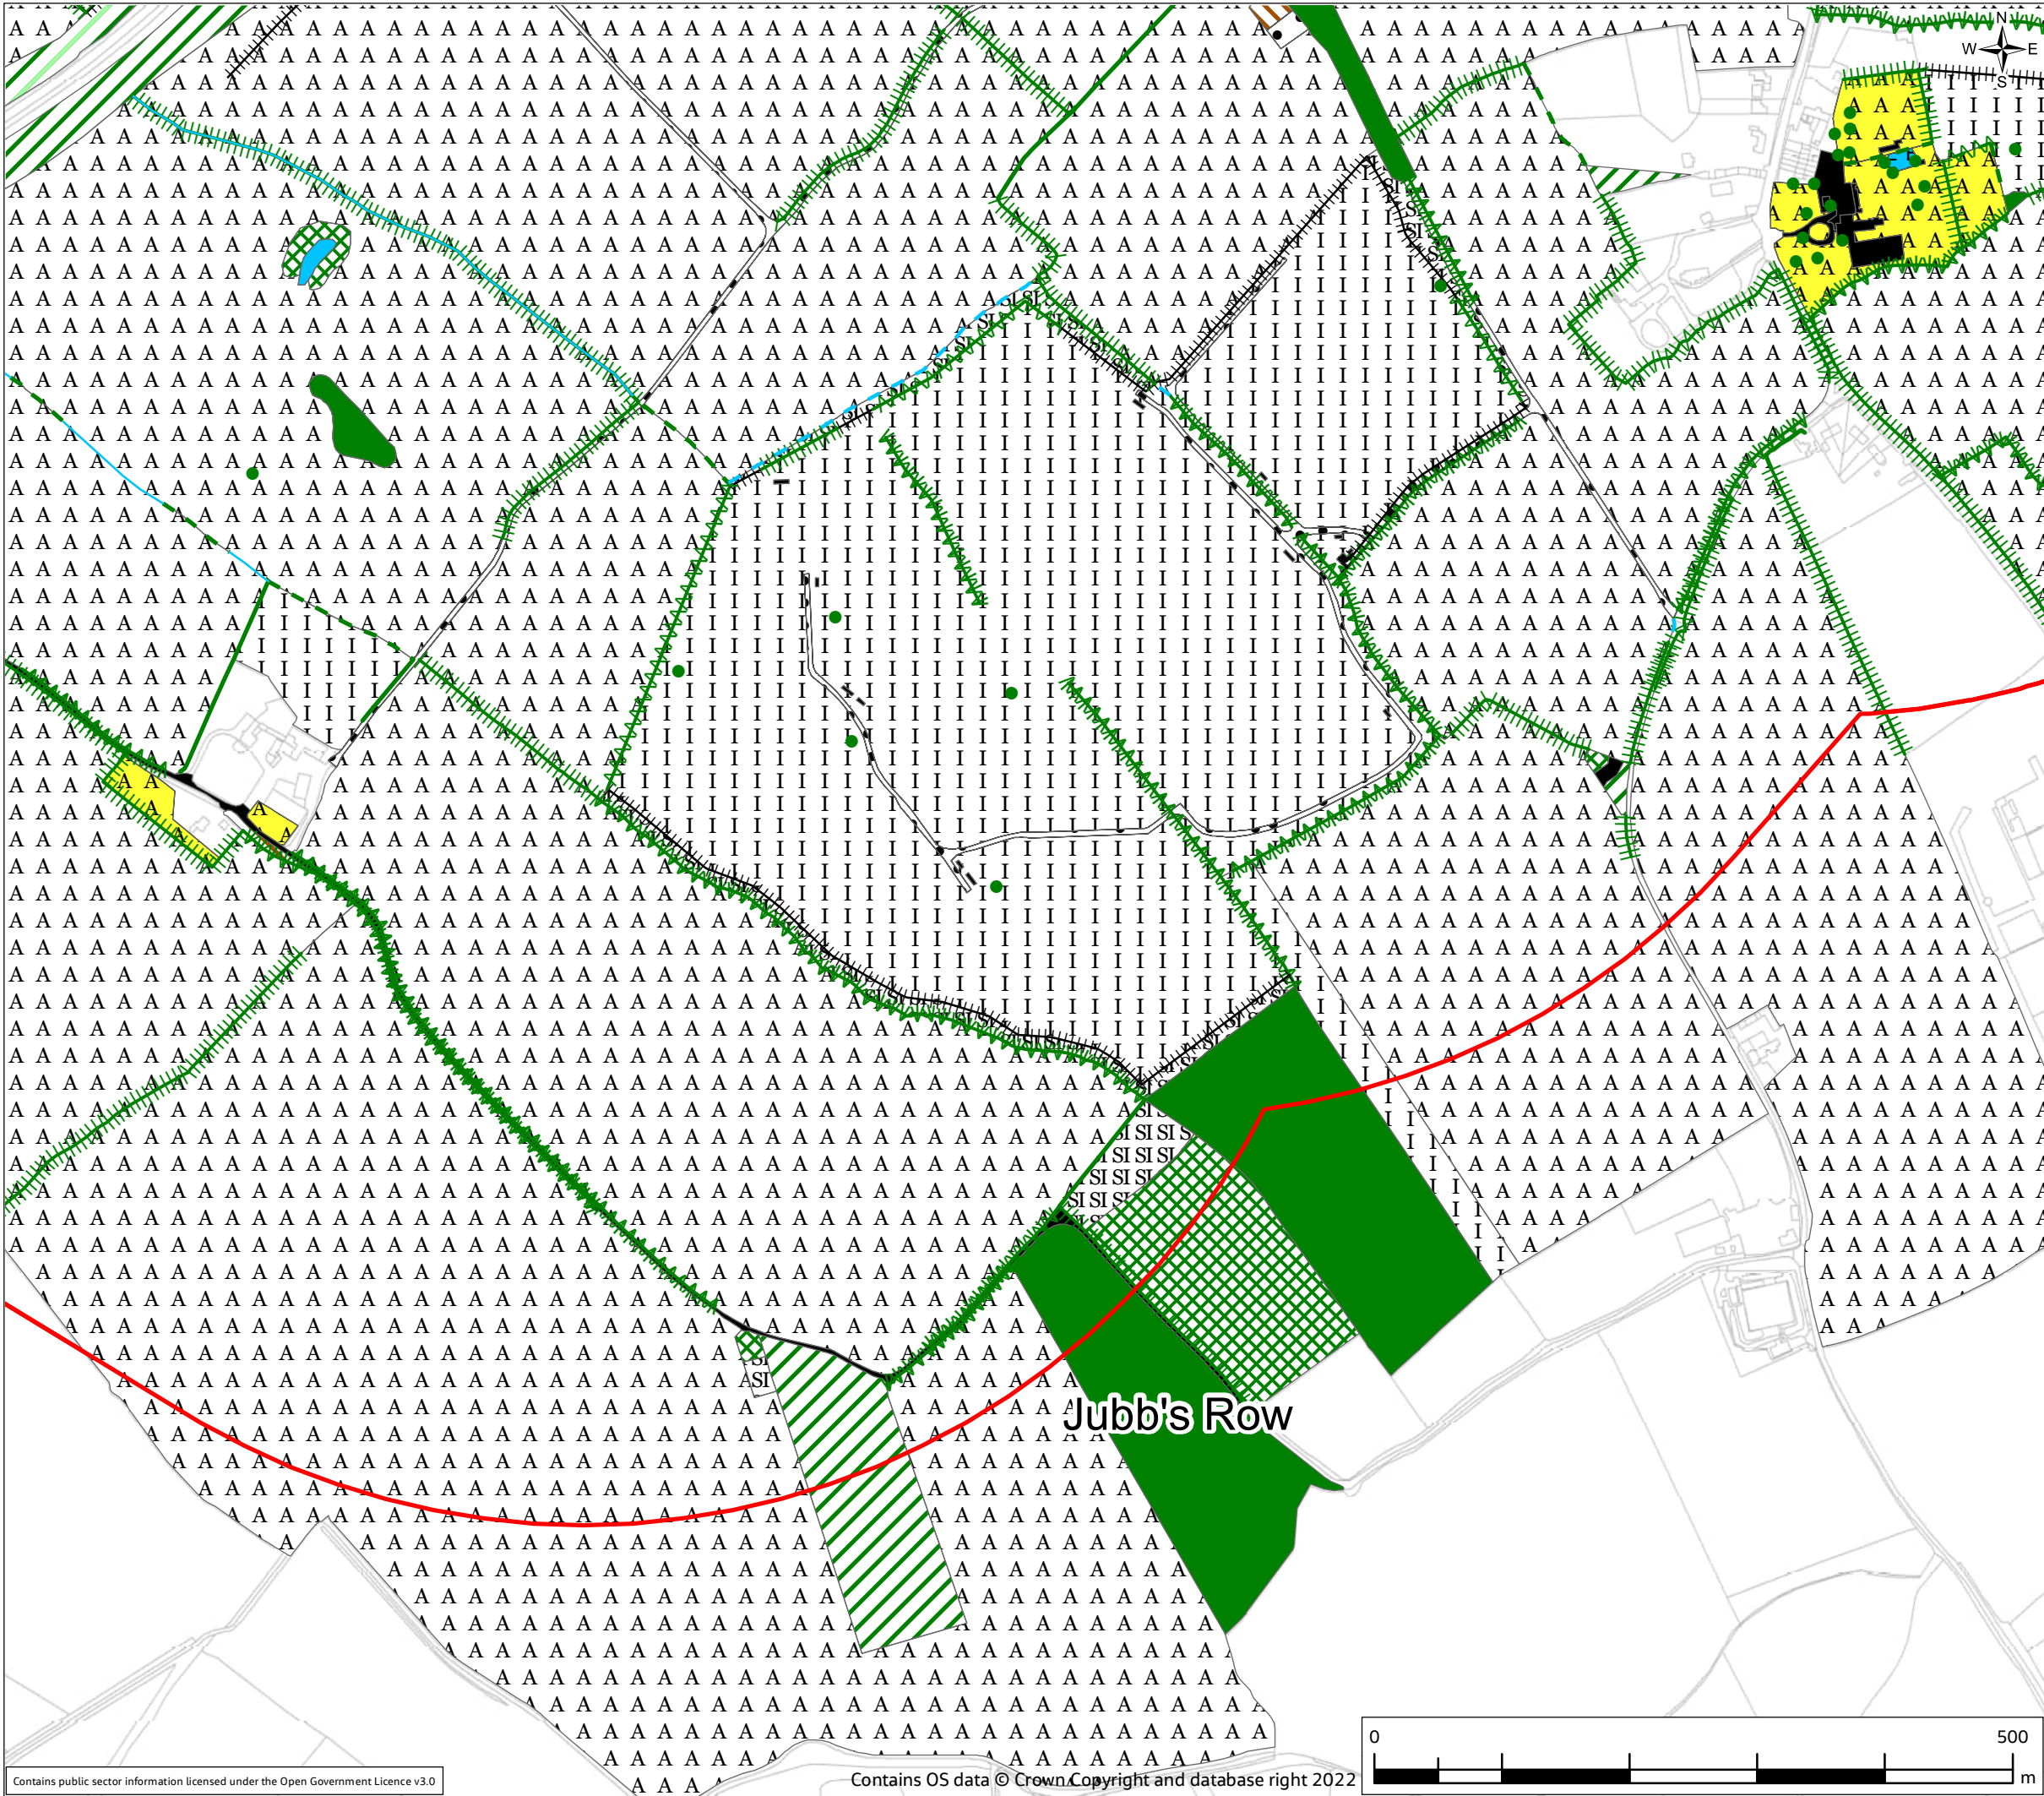 N
W E
S
Jubb's Row
0 500
m
Contains public sector information licensed under the Open Government Licence v3.0
Contains OS data © Crown Copyright and database right 2022